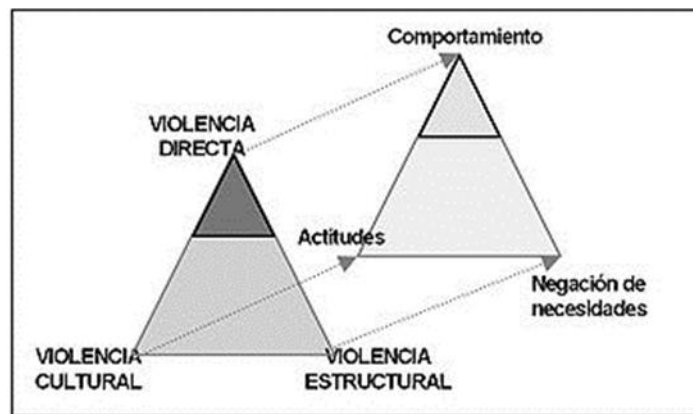 Comportamiento
VIOLENCIA
DIRECTA
Actitudes
Negación de
necesidades
VIOLENCIA
CULTURAL
VIOLENCIA
ESTRUCTURAL